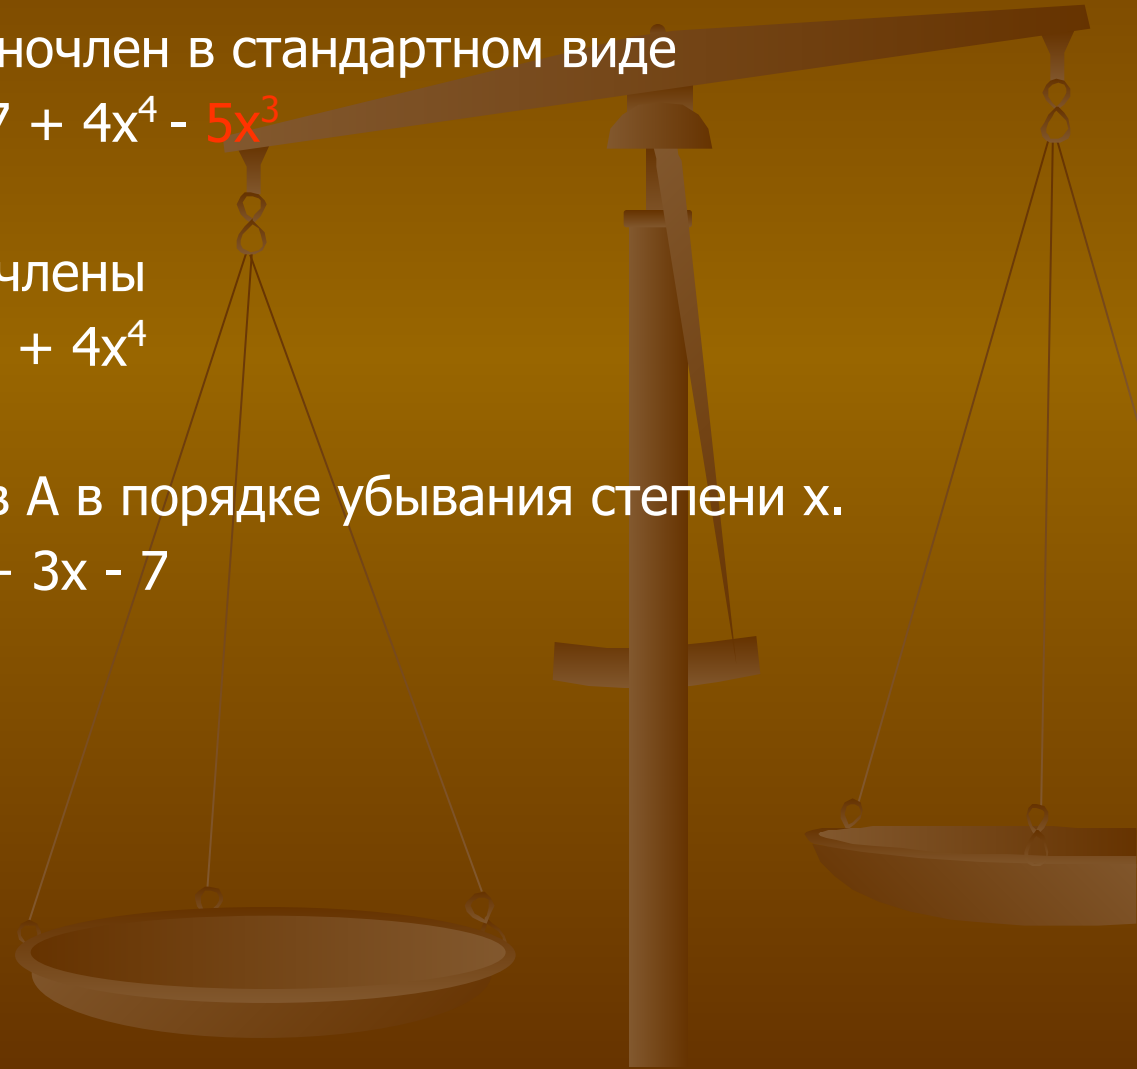 ночлен в стандартном виде
7 + 4x⁴ - 5x³
члены
+ 4x⁴
в А в порядке убывания степени x.
- 3x - 7